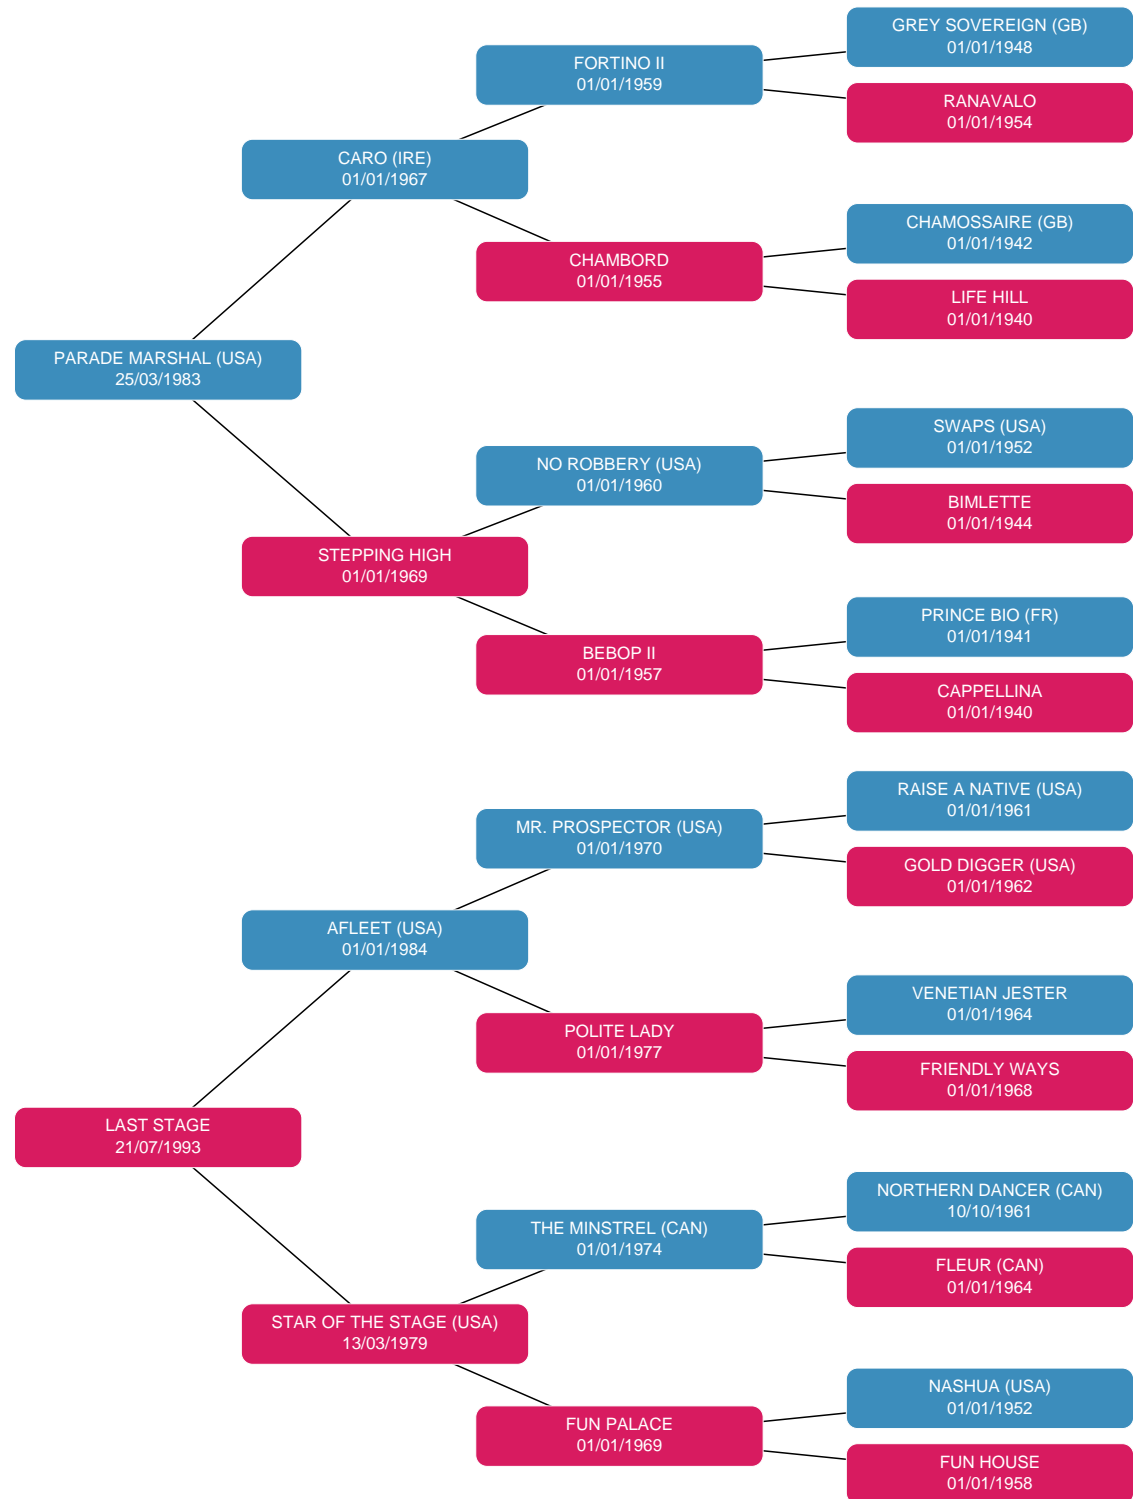 GREY SOVEREIGN (GB)
01/01/1948
FORTINO II
01/01/1959
RANAVALO
01/01/1954
CARO (IRE)
01/01/1967
CHAMOSSAIRE (GB)
01/01/1942
CHAMBORD
01/01/1955
LIFE HILL
01/01/1940
PARADE MARSHAL (USA)
25/03/1983
SWAPS (USA)
01/01/1952
NO ROBBERY (USA)
01/01/1960
BIMLETTE
01/01/1944
STEPPING HIGH
01/01/1969
PRINCE BIO (FR)
01/01/1941
BEBOP II
01/01/1957
CAPPELLINA
01/01/1940
RAISE A NATIVE (USA)
01/01/1961
MR. PROSPECTOR (USA)
01/01/1970
GOLD DIGGER (USA)
01/01/1962
AFLEET (USA)
01/01/1984
VENETIAN JESTER
01/01/1964
POLITE LADY
01/01/1977
FRIENDLY WAYS
01/01/1968
LAST STAGE
21/07/1993
NORTHERN DANCER (CAN)
10/10/1961
THE MINSTREL (CAN)
01/01/1974
FLEUR (CAN)
01/01/1964
STAR OF THE STAGE (USA)
13/03/1979
NASHUA (USA)
01/01/1952
FUN PALACE
01/01/1969
FUN HOUSE
01/01/1958